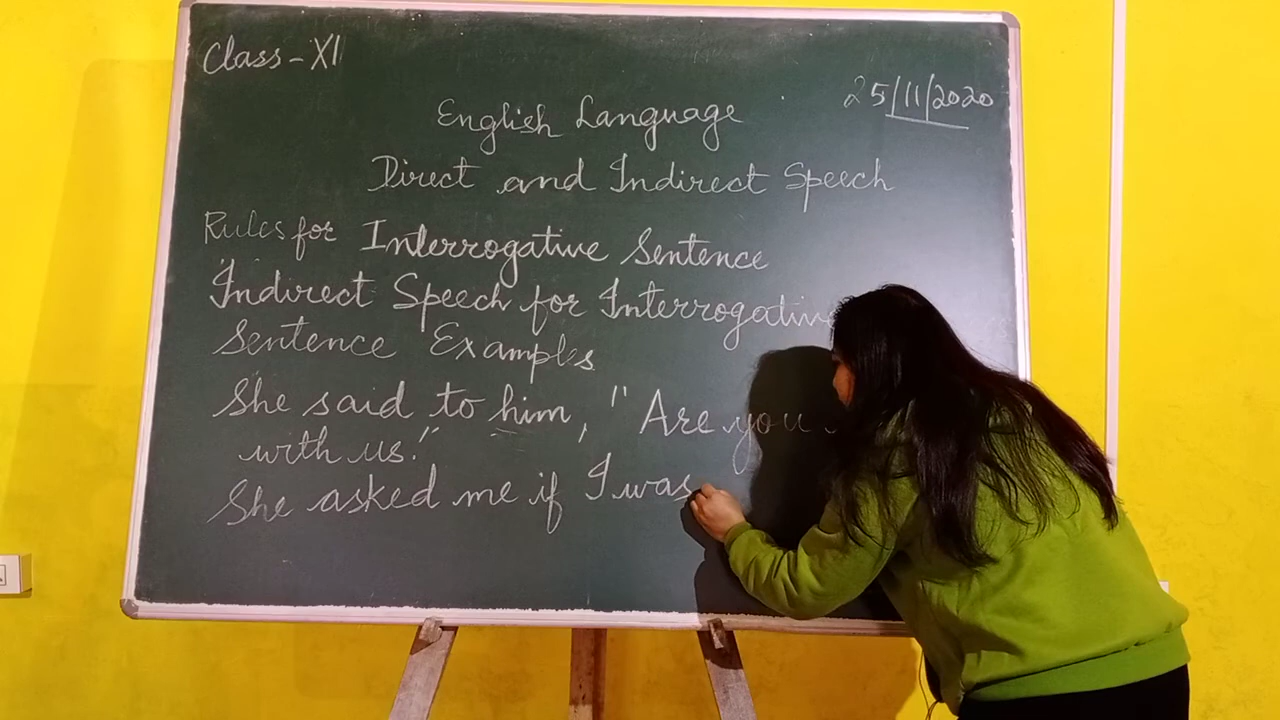 Class - XI
25/11/2020
English Language
Direct and Indirect Speech
Rules for Interrogative Sentence
Indirect Speech for Interrogative
Sentence Examples
She said to him, "Are you
with us."
She asked me if I was